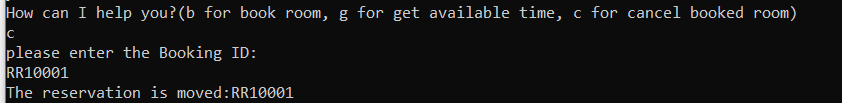 How can I help you?(b for book room, g for get available time, c for cancel booked room)
c
please enter the Booking ID:
RR10001
The reservation is moved:RR10001